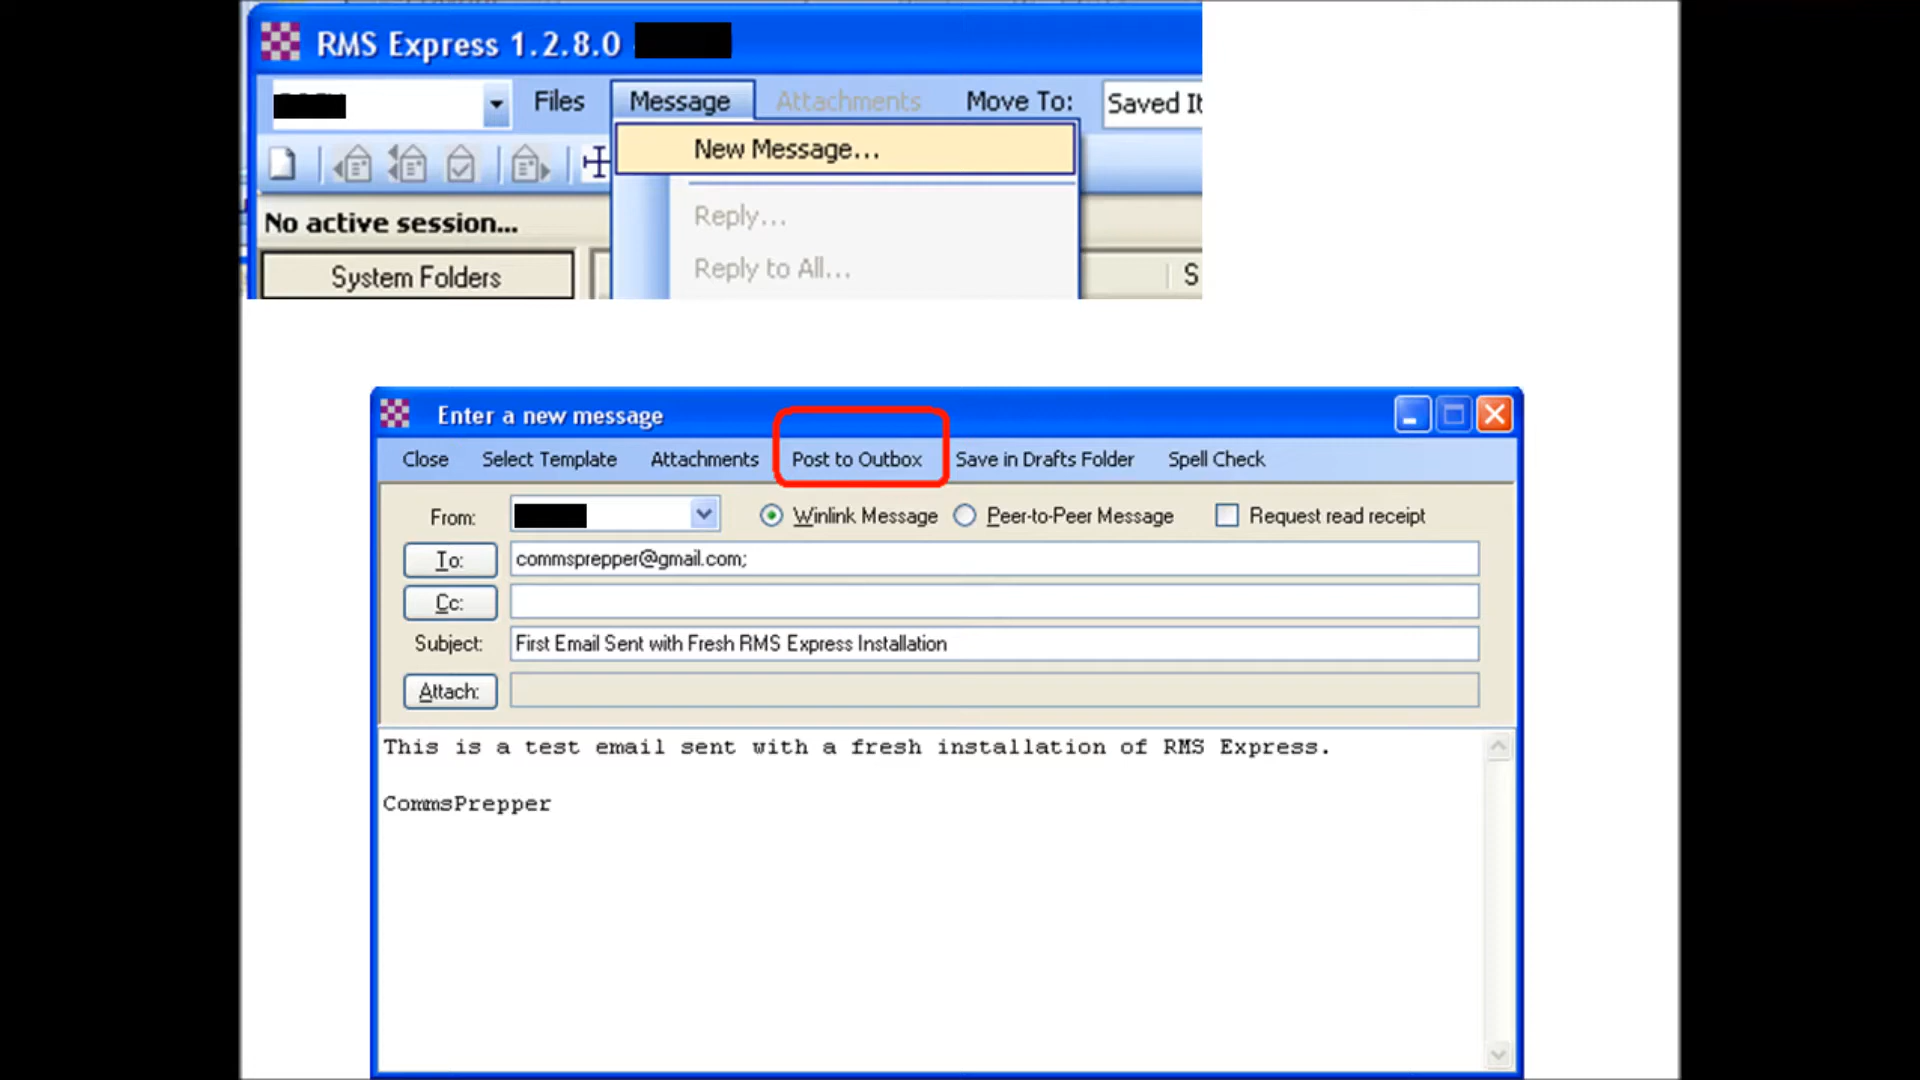 RMS Express 1.2.8.0
Files Message Attachments Move To: Saved It
New Message...
No active session...
Reply...
System Folders
Reply to All...
S
Enter a new message
Close Select Template Attachments Post to Outbox Save in Drafts Folder Spell Check
From: Winlink Message Peer-to-Peer Message Request read receipt
To: commsprepper@gmail.com;
Cc:
Subject: First Email Sent with Fresh RMS Express Installation
Attach:
This is a test email sent with a fresh installation of RMS Express.
CommsPrepper